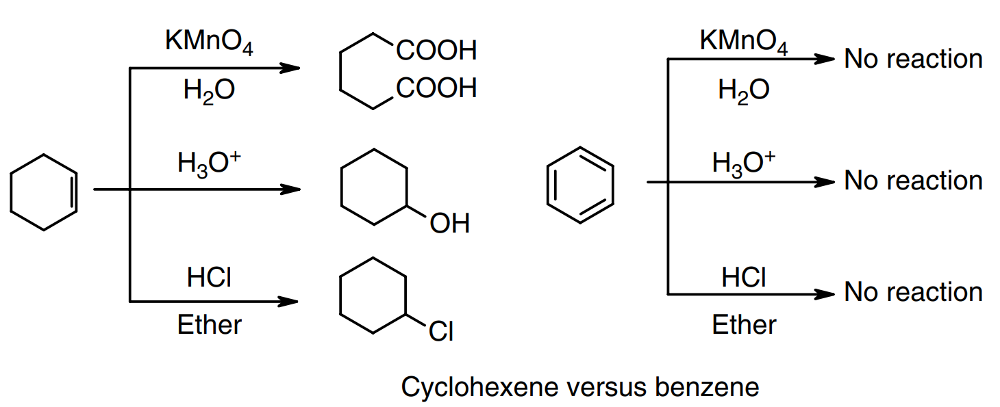 KMnO4
H2O
COOH
COOH
H3O+
OH
HCl
Ether
Cl
KMnO4
H2O
No reaction
H3O+
No reaction
HCl
Ether
No reaction
Cyclohexene versus benzene